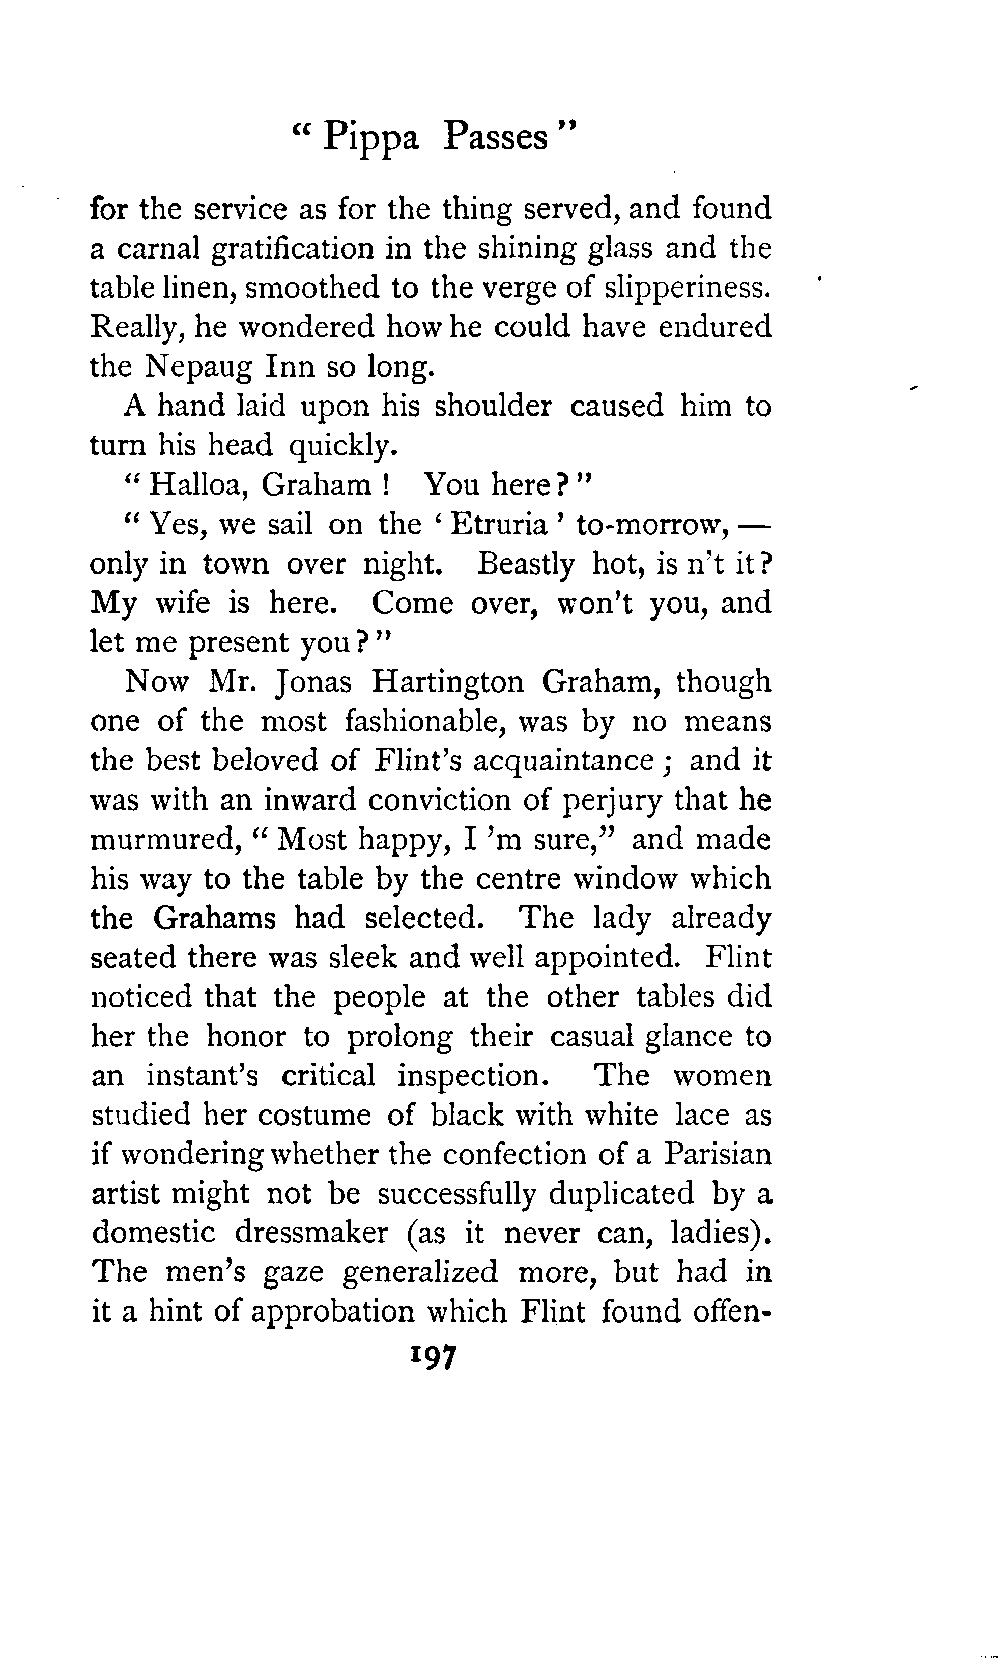 “ Pippa Passes ”
for the service as for the thing served, and found
a carnal gratification in the shining glass and the
table linen, smoothed to the verge of slipperiness.
Really, he wondered how he could have endured
the Nepaug Inn so long.
A hand laid upon his shoulder caused him to
turn his head quickly.
“ Halloa, Graham ! You here? ”
“ Yes, we sail on the ‘ Etruria ’ to-morrow, —
only in town over night. Beastly hot, is n’t it?
My wife is here. Come over, won’t you, and
let me present you? ”
Now Mr. Jonas Hartington Graham, though
one of the most fashionable, was by no means
the best beloved of Flint’s acquaintance ; and it
was with an inward conviction of perjury that he
murmured, “ Most happy, I ’m sure,” and made
his way to the table by the centre window which
the Grahams had selected. The lady already
seated there was sleek and well appointed. Flint
noticed that the people at the other tables did
her the honor to prolong their casual glance to
an instant’s critical inspection. The women
studied her costume of black with white lace as
if wondering whether the confection of a Parisian
artist might not be successfully duplicated by a
domestic dressmaker (as it never can, ladies).
The men’s gaze generalized more, but had in
it a hint of approbation which Flint found offen-
197